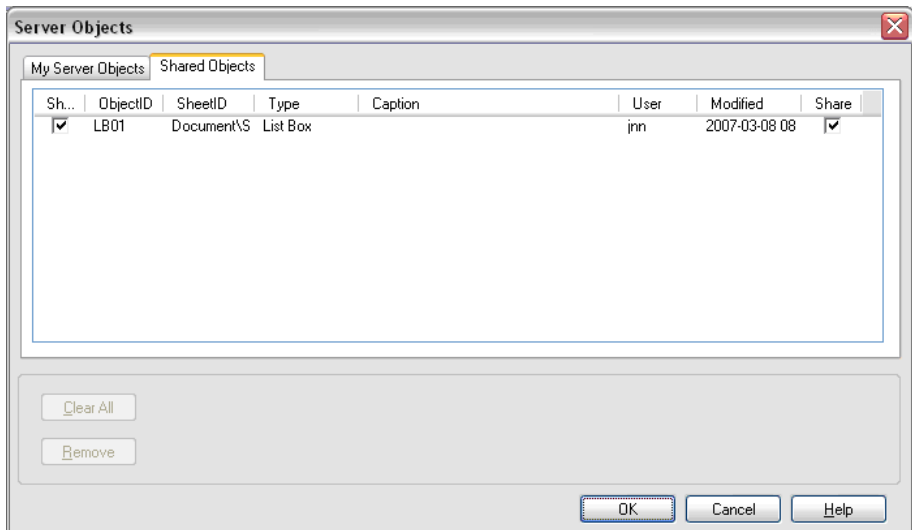 Server Objects
My Server Objects Shared Objects
Sh... ObjectID SheetID Type Caption User Modified Share
LB01 Document\S List Box jnn 2007-03-08 08
Clear All
Remove
OK Cancel Help